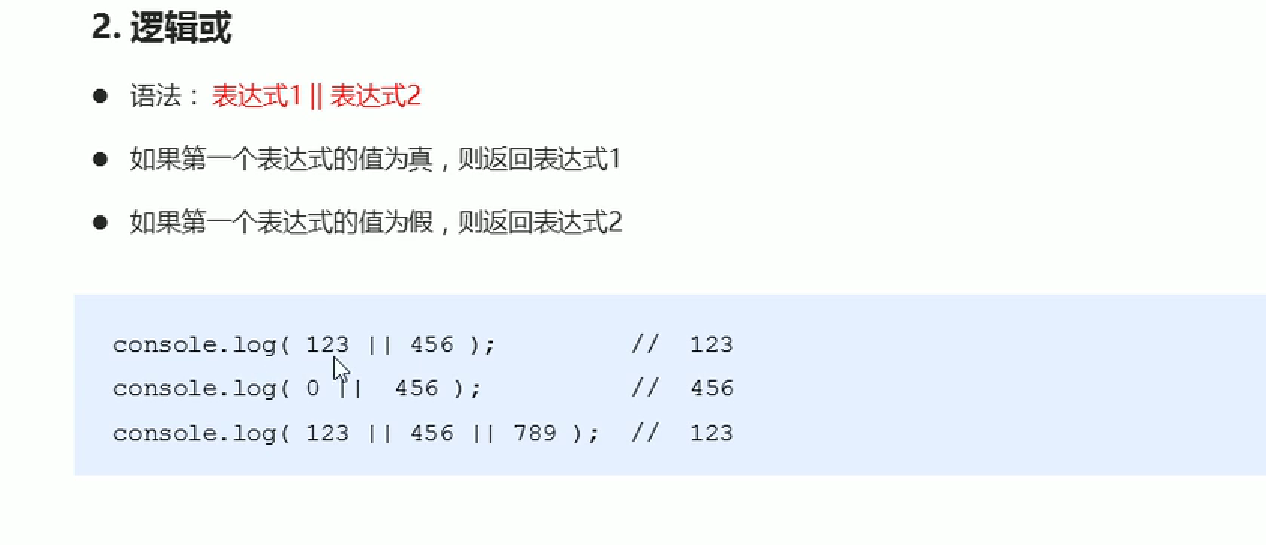 2. 逻辑或
● 语法： 表达式1 || 表达式2
● 如果第一个表达式的值为真，则返回表达式1
● 如果第一个表达式的值为假，则返回表达式2
console.log( 123 || 456 ); // 123
console.log( 0 || 456 ); // 456
console.log( 123 || 456 || 789 ); // 123